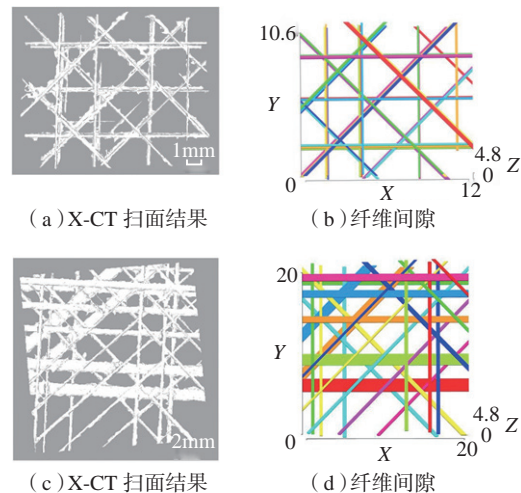 10.6
Y
1mm
4.8
0
Z
0
X
12
（a）X-CT 扫面结果
（b）纤维间隙
20
Y
4.8
2mm
0
Z
0
X
20
（c）X-CT 扫面结果
（d）纤维间隙